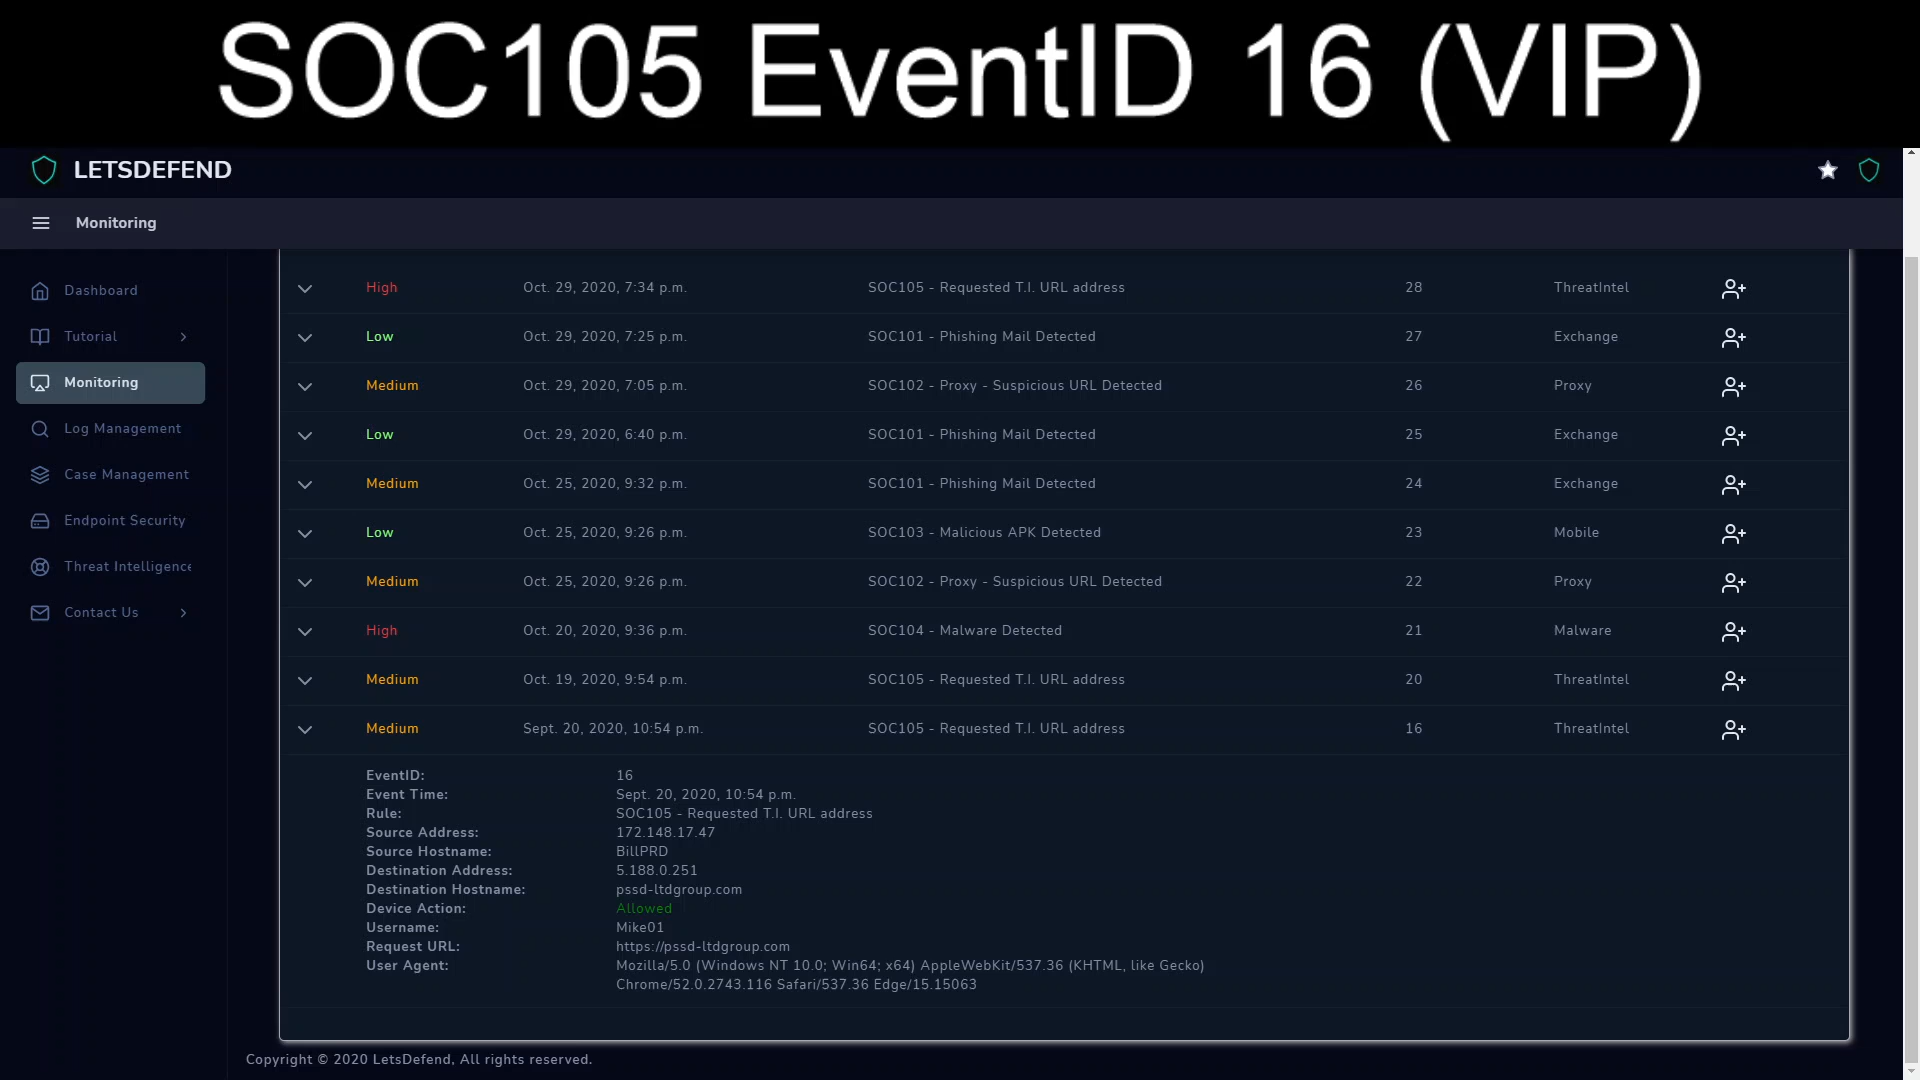 SOC105 EventID 16 (VIP)
LETSDEFEND
Monitoring
Dashboard
Tutorial
Monitoring
Log Management
Case Management
Endpoint Security
Threat Intelligence
Contact Us
High Oct. 29, 2020, 7:34 p.m. SOC105 - Requested T.I. URL address 28 ThreatIntel
Low Oct. 29, 2020, 7:25 p.m. SOC101 - Phishing Mail Detected 27 Exchange
Medium Oct. 29, 2020, 7:05 p.m. SOC102 - Proxy - Suspicious URL Detected 26 Proxy
Low Oct. 29, 2020, 6:40 p.m. SOC101 - Phishing Mail Detected 25 Exchange
Medium Oct. 25, 2020, 9:32 p.m. SOC101 - Phishing Mail Detected 24 Exchange
Low Oct. 25, 2020, 9:26 p.m. SOC103 - Malicious APK Detected 23 Mobile
Medium Oct. 25, 2020, 9:26 p.m. SOC102 - Proxy - Suspicious URL Detected 22 Proxy
High Oct. 20, 2020, 9:36 p.m. SOC104 - Malware Detected 21 Malware
Medium Oct. 19, 2020, 9:54 p.m. SOC105 - Requested T.I. URL address 20 ThreatIntel
Medium Sept. 20, 2020, 10:54 p.m. SOC105 - Requested T.I. URL address 16 ThreatIntel
EventID: 16
Event Time: Sept. 20, 2020, 10:54 p.m.
Rule: SOC105 - Requested T.I. URL address
Source Address: 172.148.17.47
Source Hostname: BillPRD
Destination Address: 5.188.0.251
Destination Hostname: pssd-ltdgroup.com
Device Action: Allowed
Username: Mike01
Request URL: https://pssd-ltdgroup.com
User Agent: Mozilla/5.0 (Windows NT 10.0; Win64; x64) AppleWebKit/537.36 (KHTML, like Gecko)
Chrome/52.0.2743.116 Safari/537.36 Edge/15.15063
Copyright © 2020 LetsDefend, All rights reserved.